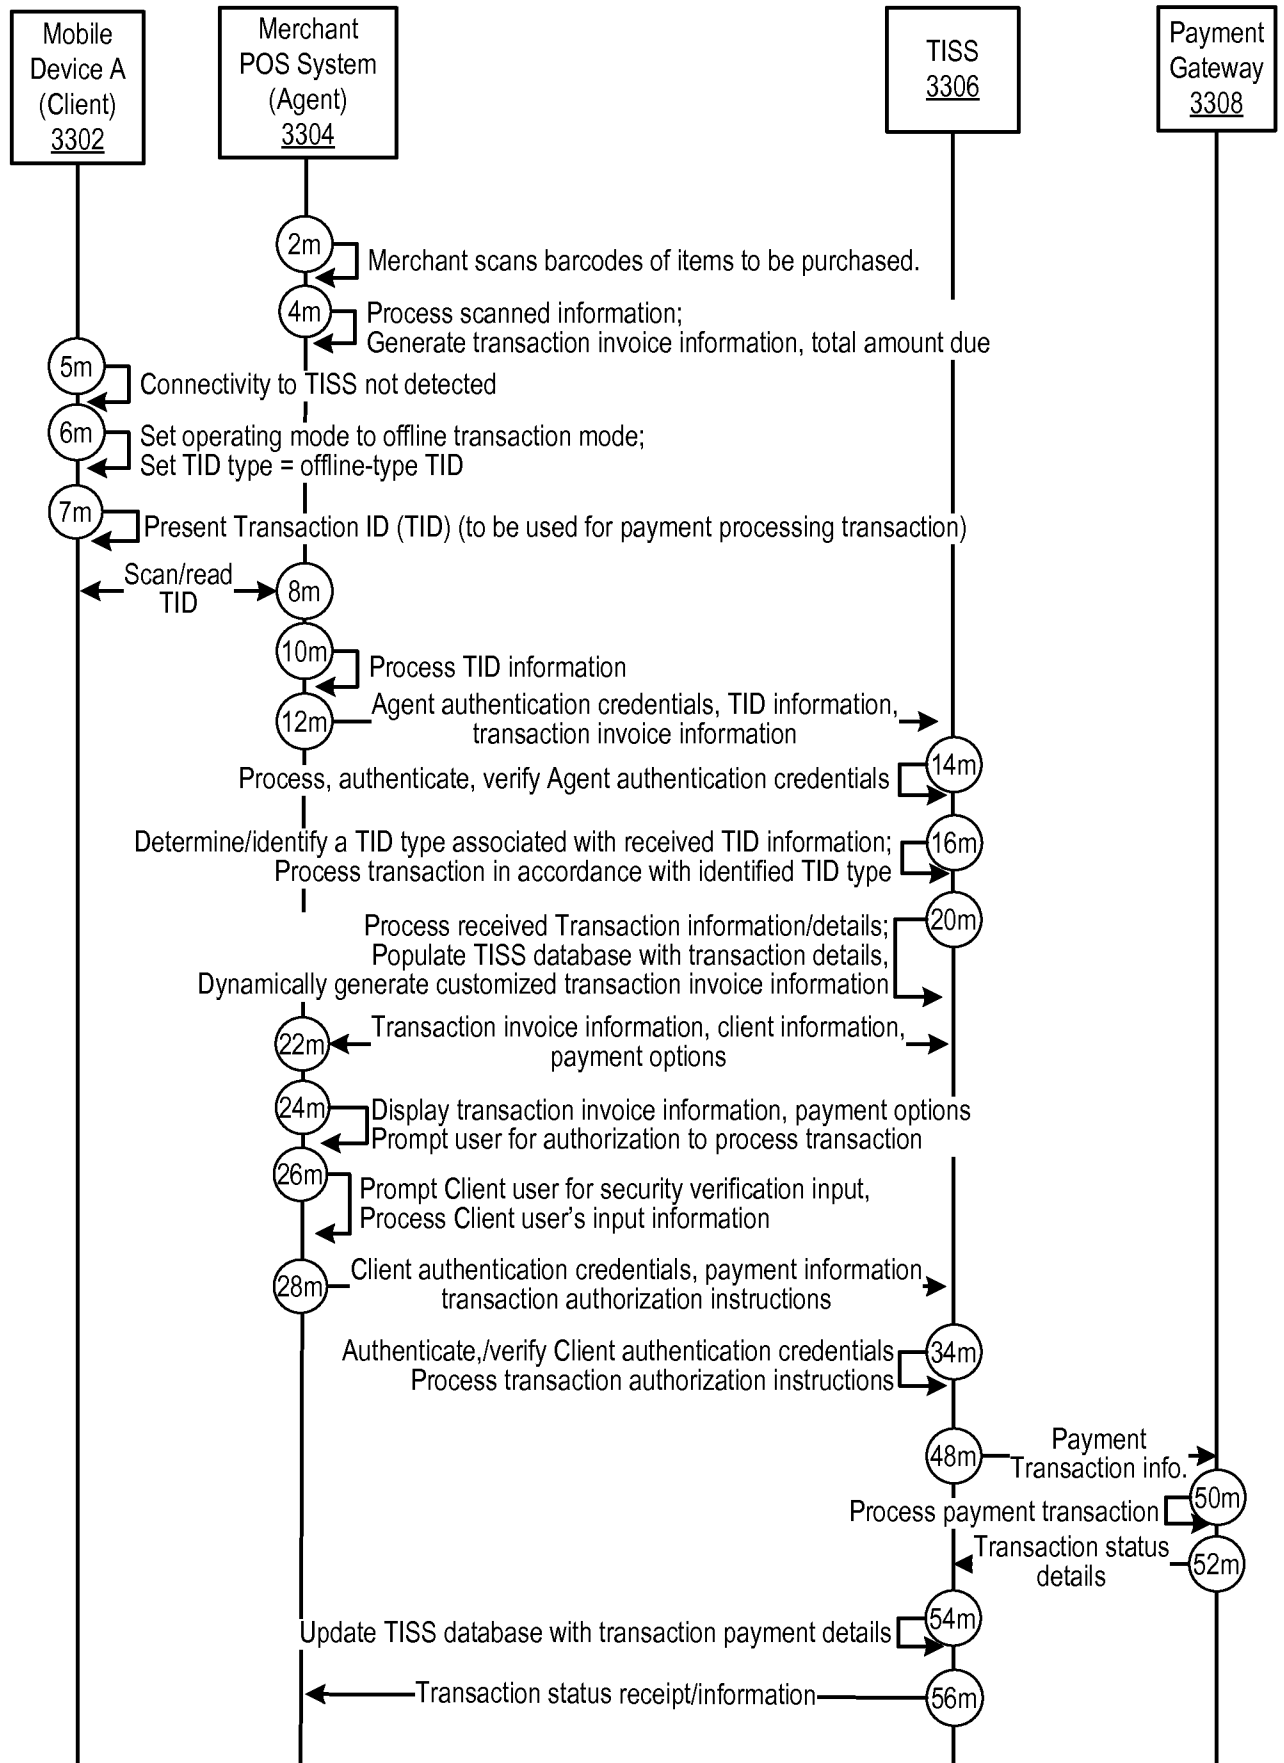 Mobile
Device A
(Client)
3302
Merchant
POS System
(Agent)
3304
TISS
3306
Payment
Gateway
3308
2m
Merchant scans barcodes of items to be purchased.
4m
Process scanned information;
Generate transaction invoice information, total amount due
5m
Connectivity to TISS not detected
6m
Set operating mode to offline transaction mode;
Set TID type = offline-type TID
7m
Present Transaction ID (TID) (to be used for payment processing transaction)
Scan/read
TID
8m
10m
Process TID information
12m
Agent authentication credentials, TID information,
transaction invoice information
14m
Process, authenticate, verify Agent authentication credentials
16m
Determine/identify a TID type associated with received TID information;
Process transaction in accordance with identified TID type
20m
Process received Transaction information/details;
Populate TISS database with transaction details,
Dynamically generate customized transaction invoice information
22m
Transaction invoice information, client information,
payment options
24m
Display transaction invoice information, payment options
Prompt user for authorization to process transaction
26m
Prompt Client user for security verification input,
Process Client user's input information
28m
Client authentication credentials, payment information
transaction authorization instructions
34m
Authenticate,/verify Client authentication credentials
Process transaction authorization instructions
48m
Payment
Transaction info.
50m
Process payment transaction
52m
Transaction status
details
54m
Update TISS database with transaction payment details
56m
Transaction status receipt/information